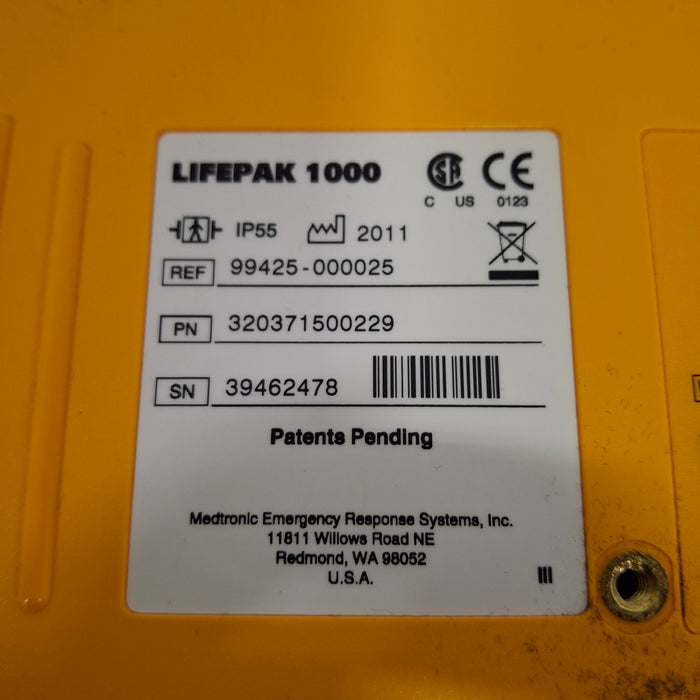 LIFEPAK 1000
C US 0123
IP55 2011
REF 99425-000025
PN 320371500229
SN 39462478
Patents Pending
Medtronic Emergency Response Systems, Inc.
11811 Willows Road NE
Redmond, WA 98052
U.S.A.
III